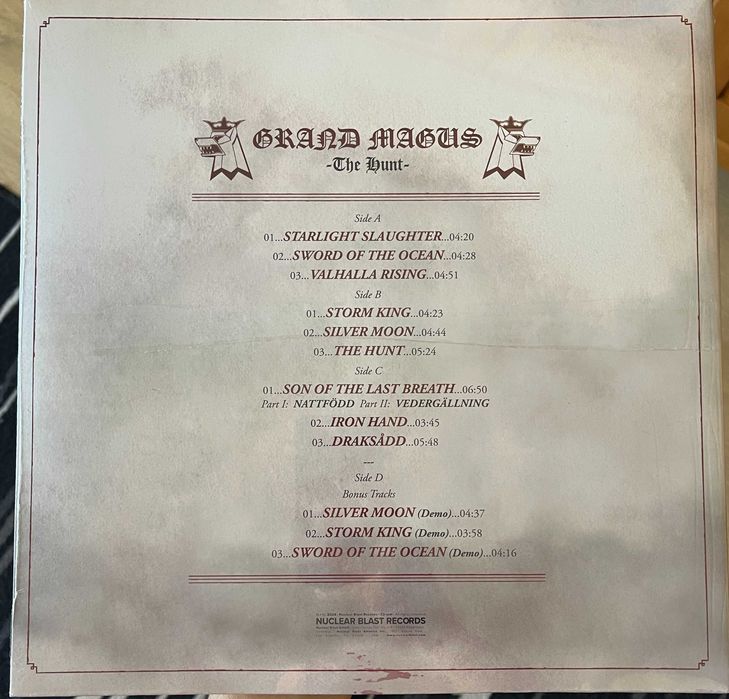 GRAND MAGUS
-The Hunt-
Side A
01...STARLIGHT SLAUGHTER...04:20
02...SWORD OF THE OCEAN...04:28
03...VALHALLA RISING...04:51
Side B
01...STORM KING...04:23
02...SILVER MOON...04:44
03...THE HUNT...05:24
Side C
01...SON OF THE LAST BREATH...06:50
Part I: NATTFÖDD Part II: VEDERGÄLLNING
02...IRON HAND...03:45
03...DRAKSÅDD...05:48
---
Side D
Bonus Tracks
01...SILVER MOON (Demo)...04:37
02...STORM KING (Demo)...03:58
03...SWORD OF THE OCEAN (Demo)...04:16
NUCLEAR BLAST RECORDS